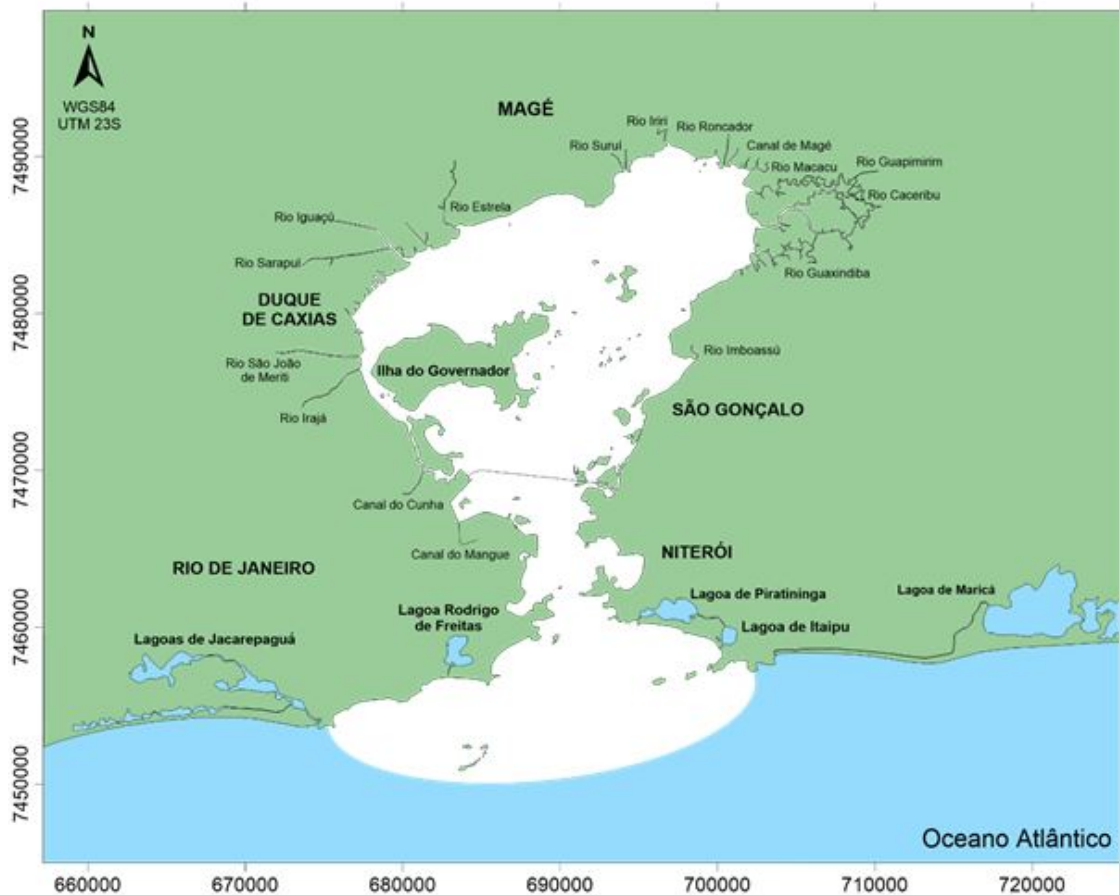 N
WGS84
UTM 23S
MAGÉ
Rio Iriri
Rio Roncador
Rio Suruí
Canal de Magé
Rio Macacu
Rio Guapimirim
Rio Caceribu
Rio Estrela
Rio Iguaçú
Rio Sarapuí
Rio Guaxindiba
DUQUE
DE CAXIAS
Rio São João
de Meriti
Ilha do Governador
Rio Imboassú
Rio Irajá
SÃO GONÇALO
Canal do Cunha
Canal do Mangue
RIO DE JANEIRO
NITERÓI
Lagoa Rodrigo
de Freitas
Lagoa de Piratininga
Lagoa de Maricá
Lagoas de Jacarepaguá
Lagoa de Itaipu
Oceano Atlântico
7490000
7480000
7470000
7460000
7450000
660000
670000
680000
690000
700000
710000
720000